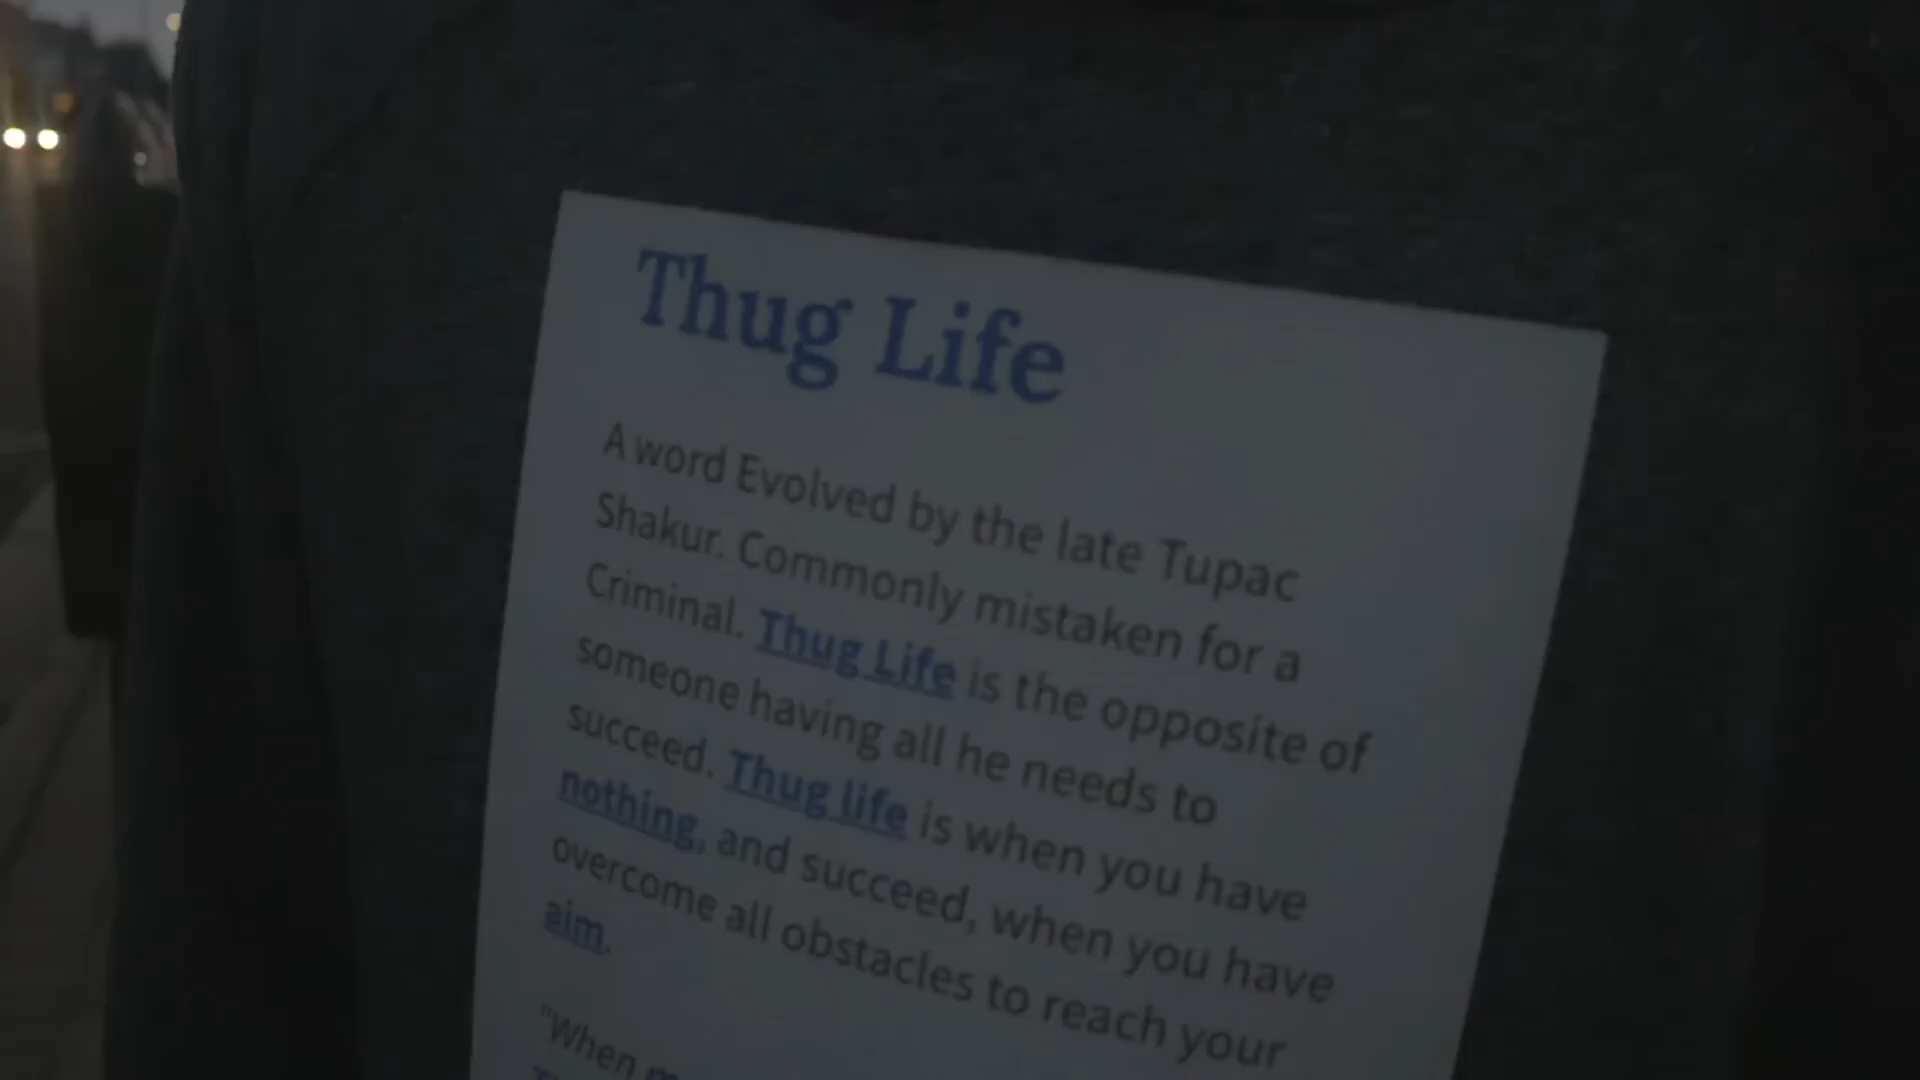 Thug Life
A word Evolved by the late Tupac
Shakur. Commonly mistaken for a
Criminal. Thug Life is the opposite of
someone having all he needs to
succeed. Thug life is when you have
nothing, and succeed, when you have
overcome all obstacles to reach your
aim.
"When